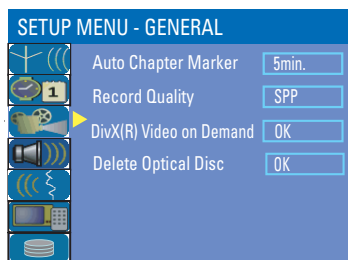 SETUP MENU - GENERAL
Auto Chapter Marker 5min.
1
Record Quality SPP
DivX(R) Video on Demand OK
Delete Optical Disc OK